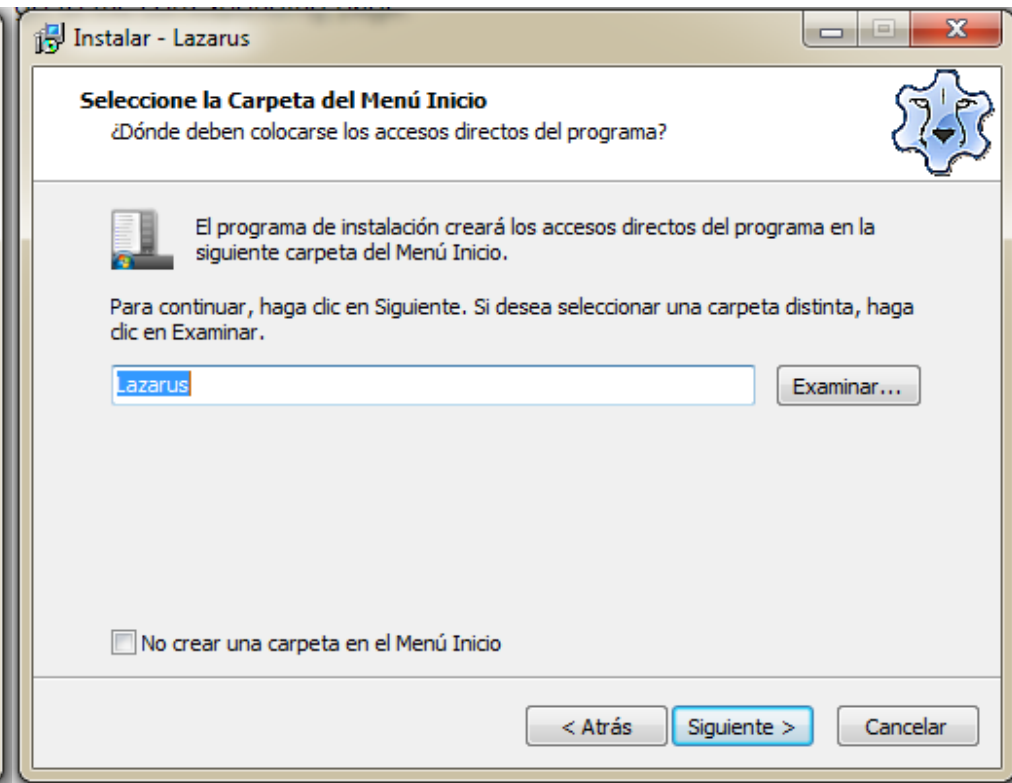 Instalar - Lazarus
Seleccione la Carpeta del Menú Inicio
¿Dónde deben colocarse los accesos directos del programa?
El programa de instalación creará los accesos directos del programa en la
siguiente carpeta del Menú Inicio.
Para continuar, haga clic en Siguiente. Si desea seleccionar una carpeta distinta, haga
clic en Examinar.
Lazarus
Examinar...
No crear una carpeta en el Menú Inicio
< Atrás
Siguiente >
Cancelar